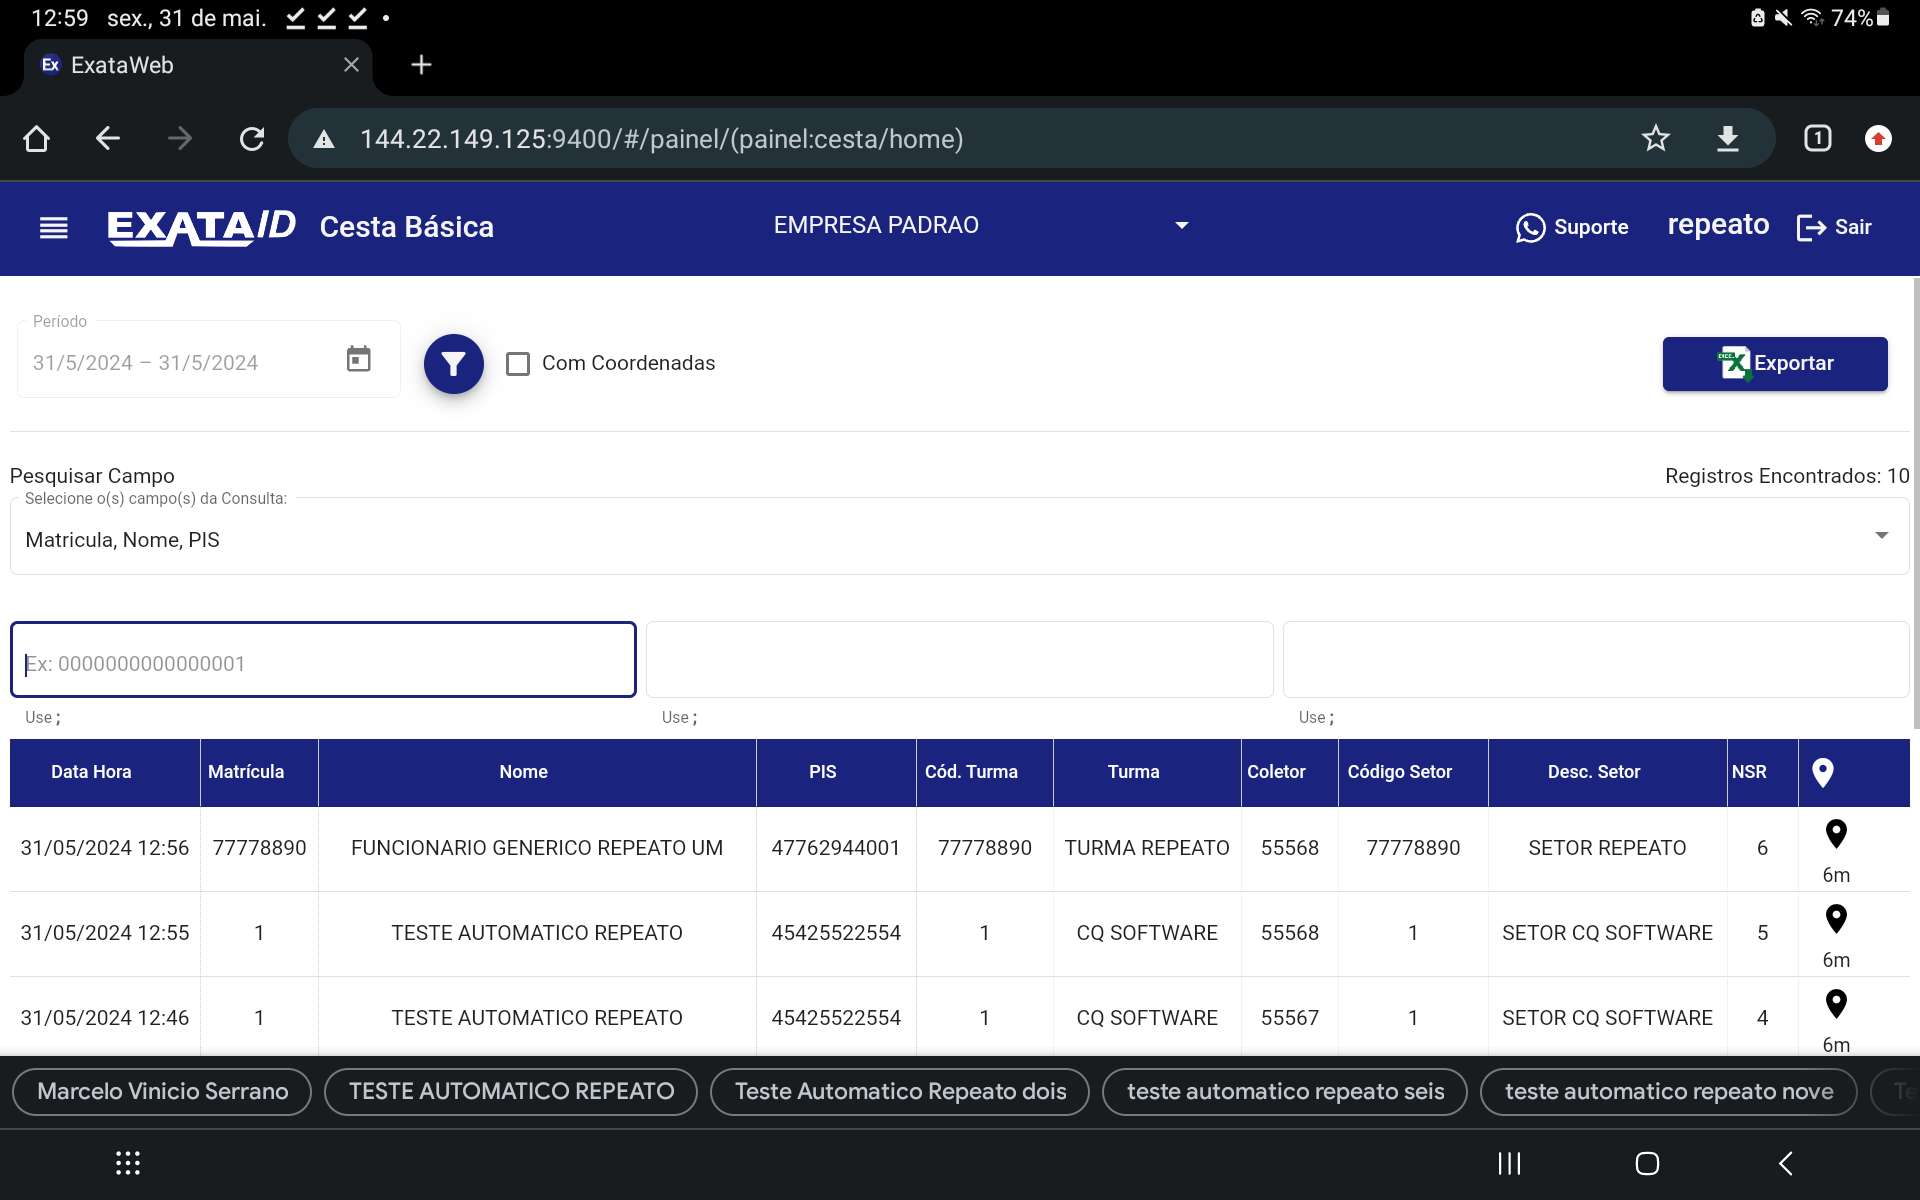 12:59 sex., 31 de mai. 74%
Ex ExataWeb
144.22.149.125:9400/#/painel/(painel:cesta/home) 1
EXATA ID Cesta Básica EMPRESA PADRAO Suporte repeato Sair
Período
31/5/2024 – 31/5/2024
Com Coordenadas
Exportar
Pesquisar Campo Registros Encontrados: 10
Selecione o(s) campo(s) da Consulta:
Matricula, Nome, PIS
Ex: 0000000000000001
Use ; Use ; Use ;
Data Hora Matrícula Nome PIS Cód. Turma Turma Coletor Código Setor Desc. Setor NSR
31/05/2024 12:56 77778890 FUNCIONARIO GENERICO REPEATO UM 47762944001 77778890 TURMA REPEATO 55568 77778890 SETOR REPEATO 6 6m
31/05/2024 12:55 1 TESTE AUTOMATICO REPEATO 45425522554 1 CQ SOFTWARE 55568 1 SETOR CQ SOFTWARE 5 6m
31/05/2024 12:46 1 TESTE AUTOMATICO REPEATO 45425522554 1 CQ SOFTWARE 55567 1 SETOR CQ SOFTWARE 4 6m
Marcelo Vinicio Serrano TESTE AUTOMATICO REPEATO Teste Automatico Repeato dois teste automatico repeato seis teste automatico repeato nove